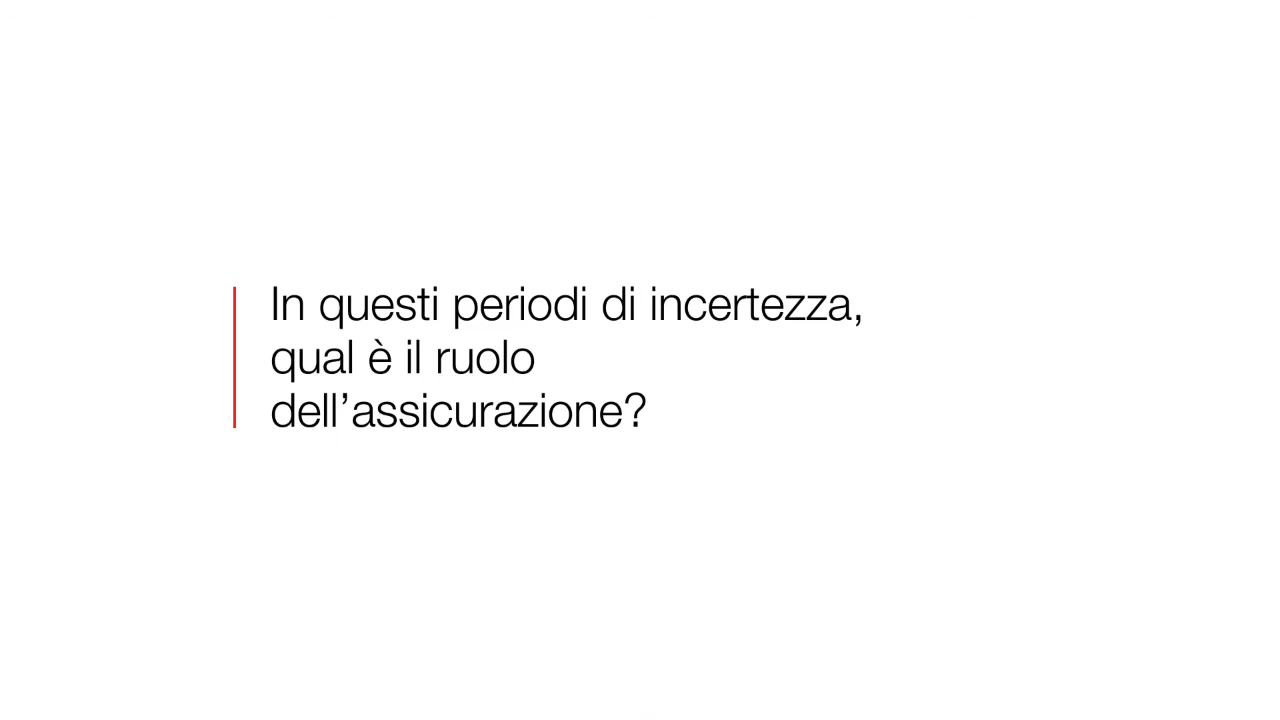 In questi periodi di incertezza,
qual è il ruolo
dell’assicurazione?